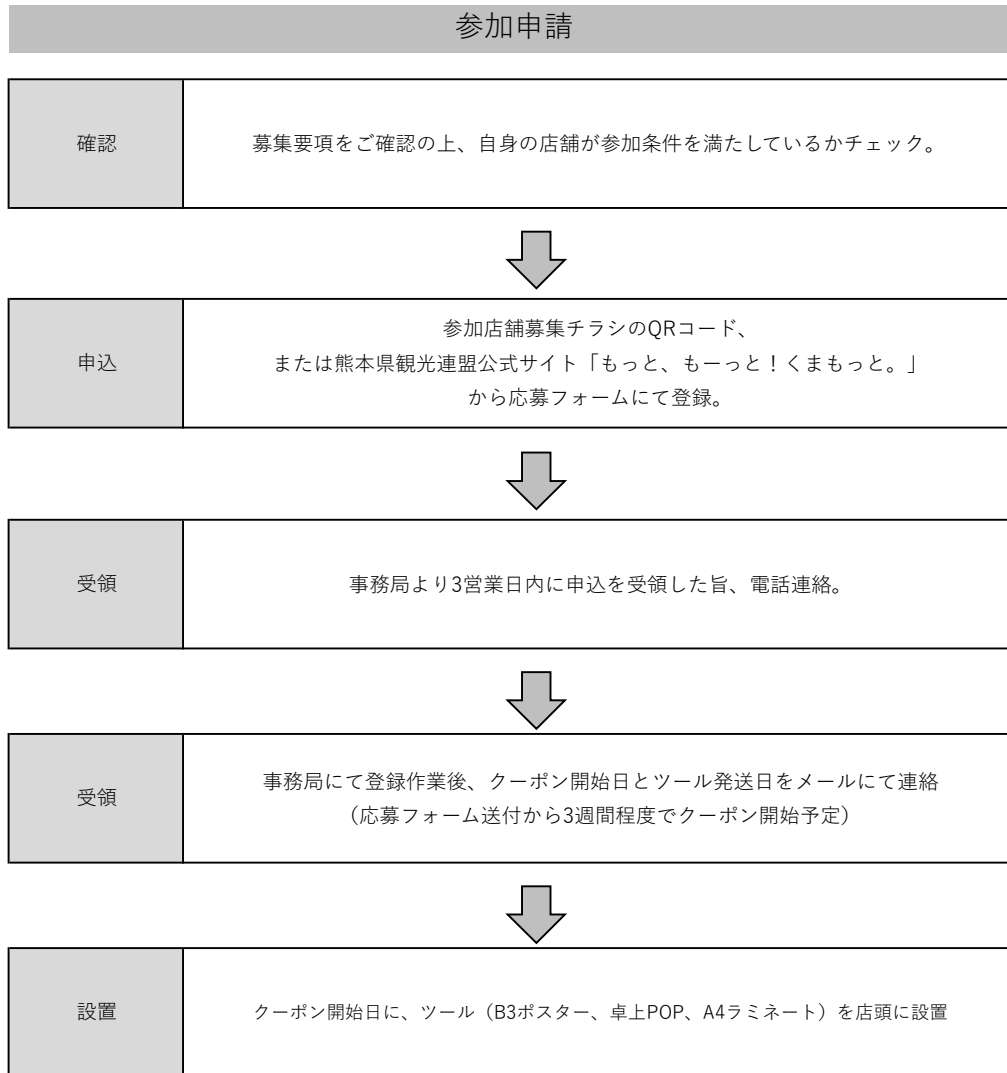 参加申請
確認
募集要項をご確認の上、自身の店舗が参加条件を満たしているかチェック。
申込
参加店舗募集チラシのQRコード、
または熊本県観光連盟公式サイト「もっと、もーっと！くまもっと。」
から応募フォームにて登録。
受領
事務局より3営業日内に申込を受領した旨、電話連絡。
受領
事務局にて登録作業後、クーポン開始日とツール発送日をメールにて連絡
（応募フォーム送付から3週間程度でクーポン開始予定）
設置
クーポン開始日に、ツール（B3ポスター、卓上POP、A4ラミネート）を店頭に設置